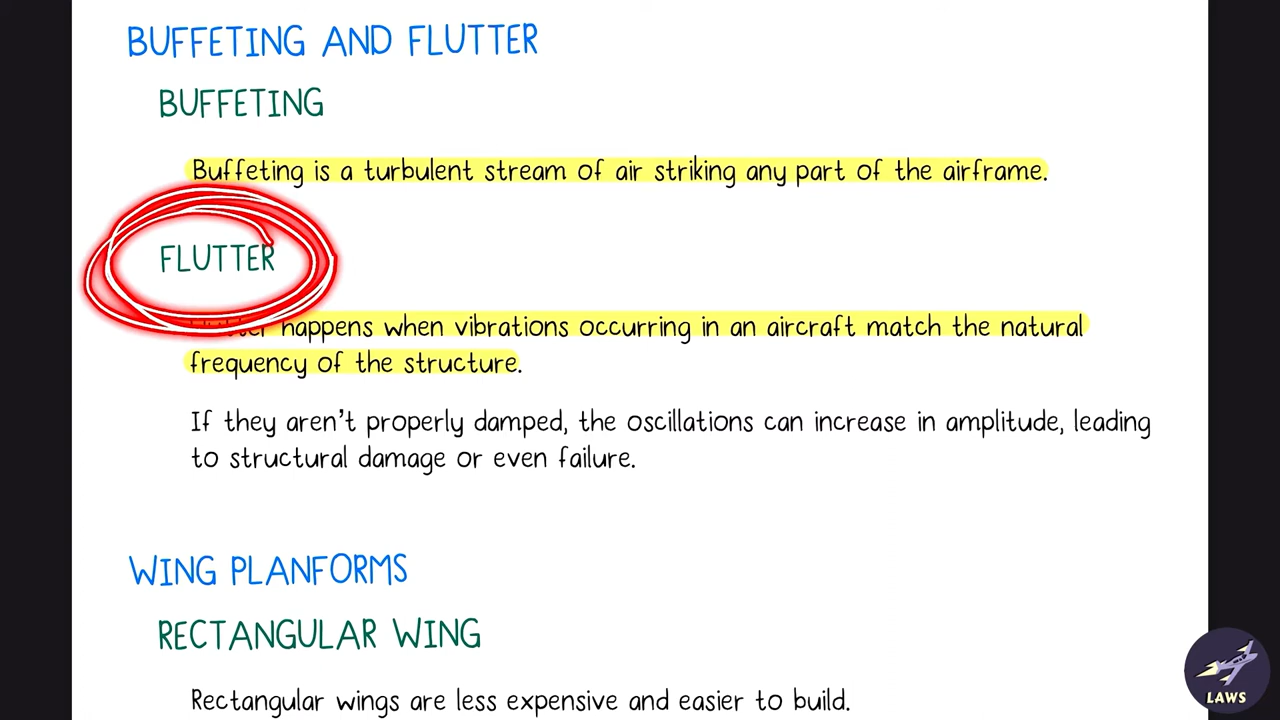 BUFFETING AND FLUTTER
BUFFETING
Buffeting is a turbulent stream of air striking any part of the airframe.
FLUTTER
happens when vibrations occurring in an aircraft match the natural
frequency of the structure.
If they aren't properly damped, the oscillations can increase in amplitude, leading
to structural damage or even failure.
WING PLANFORMS
RECTANGULAR WING
Rectangular wings are less expensive and easier to build.
LAWS